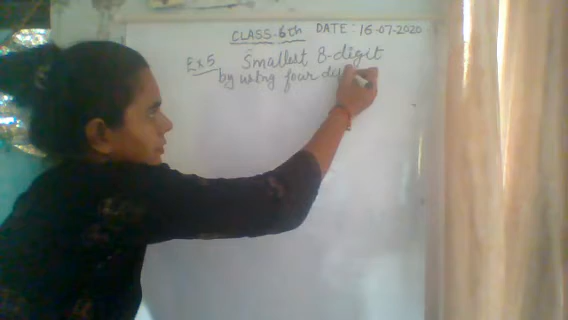 CLASS-6th DATE: 16-07-2020
Ex 5 Smallest 8-digit
by using four